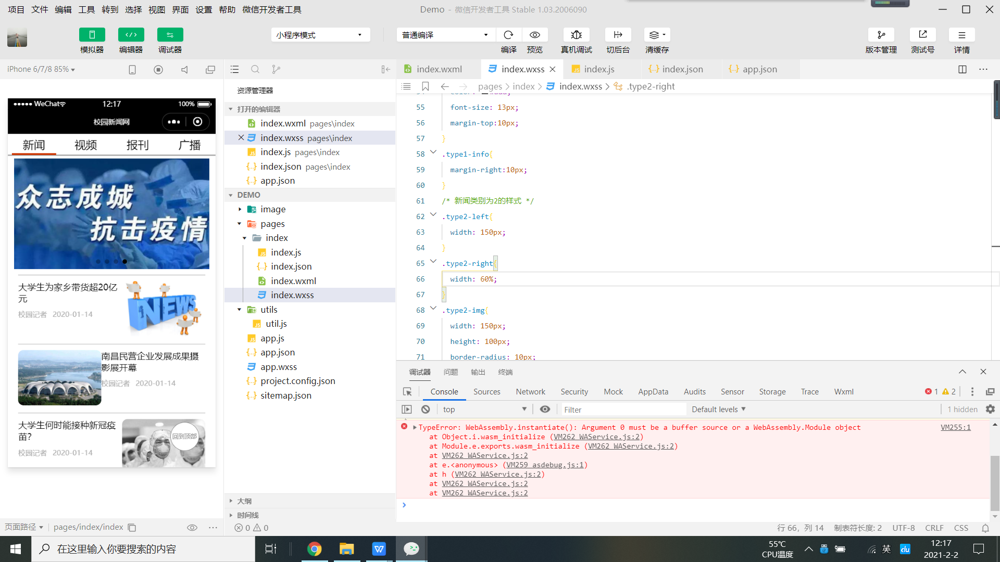 项目 文件 编辑 工具 转到 选择 视图 界面 设置 帮助 微信开发者工具
Demo - 微信开发者工具 Stable 1.03.2006090
模拟器 编辑器 调试器
小程序模式
普通编译
编译 预览 真机调试 切后台 清缓存
版本管理 测试号 详情
iPhone 6/7/8 85%
WeChat 12:17 100%
校园新闻网
新闻 视频 报刊 广播
众志成城
抗击疫情
大学生为家乡带货超20亿
元
校园记者 2020-01-14
NEWS
南昌民营企业发展成果摄
影展开幕
校园记者 2020-01-14
大学生何时能接种新冠疫
苗?
校园记者 2020-01-14
回到顶部
页面路径 pages/index/index
资源管理器
打开的编辑器
index.wxml pages\index
index.wxss pages\index
index.js pages\index
index.json pages\index
app.json
DEMO
image
pages
index
index.js
index.json
index.wxml
index.wxss
utils
util.js
app.js
app.json
app.wxss
project.config.json
sitemap.json
大纲
时间线
0 0
index.wxml index.wxss index.js index.json app.json
pages > index > index.wxss > .type2-right
55 font-size: 13px;
56 margin-top:10px;
57 }
58 .type1-info{
59 margin-right:10px;
60 }
61 /* 新闻类别为2的样式 */
62 .type2-left{
63 width: 150px;
64 }
65 .type2-right{
66 width: 60%;
67 }
68 .type2-img{
69 width: 150px;
70 height: 100px;
71 border-radius: 10px;
调试器 问题 输出 终端
Console Sources Network Security Mock AppData Audits Sensor Storage Trace Wxml 1 2
top Filter Default levels 1 hidden
TypeError: WebAssembly.instantiate(): Argument 0 must be a buffer source or a WebAssembly.Module object VM255:1
at Object.i.wasm_initialize (VM262 WAService.js:2)
at Module.e.exports.wasm_initialize (VM262 WAService.js:2)
at VM262 WAService.js:2
at e.<anonymous> (VM259 asdebug.js:1)
at h (VM262 WAService.js:2)
at VM262 WAService.js:2
at VM262 WAService.js:2
行 66，列 14 制表符长度: 2 UTF-8 CRLF CSS
在这里输入你要搜索的内容
55℃
CPU温度
英
du
12:17
2021-2-2